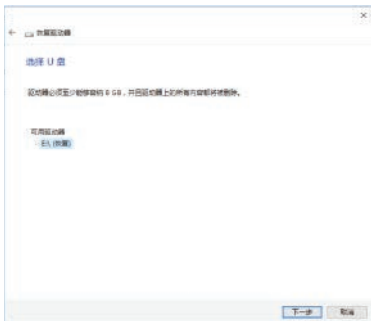 恢复驱动器
选择 U 盘
驱动器必须至少能够容纳 8 GB，并且驱动器上的所有内容都将被删除。
可用驱动器
E:\ (恢复)
下一步
取消